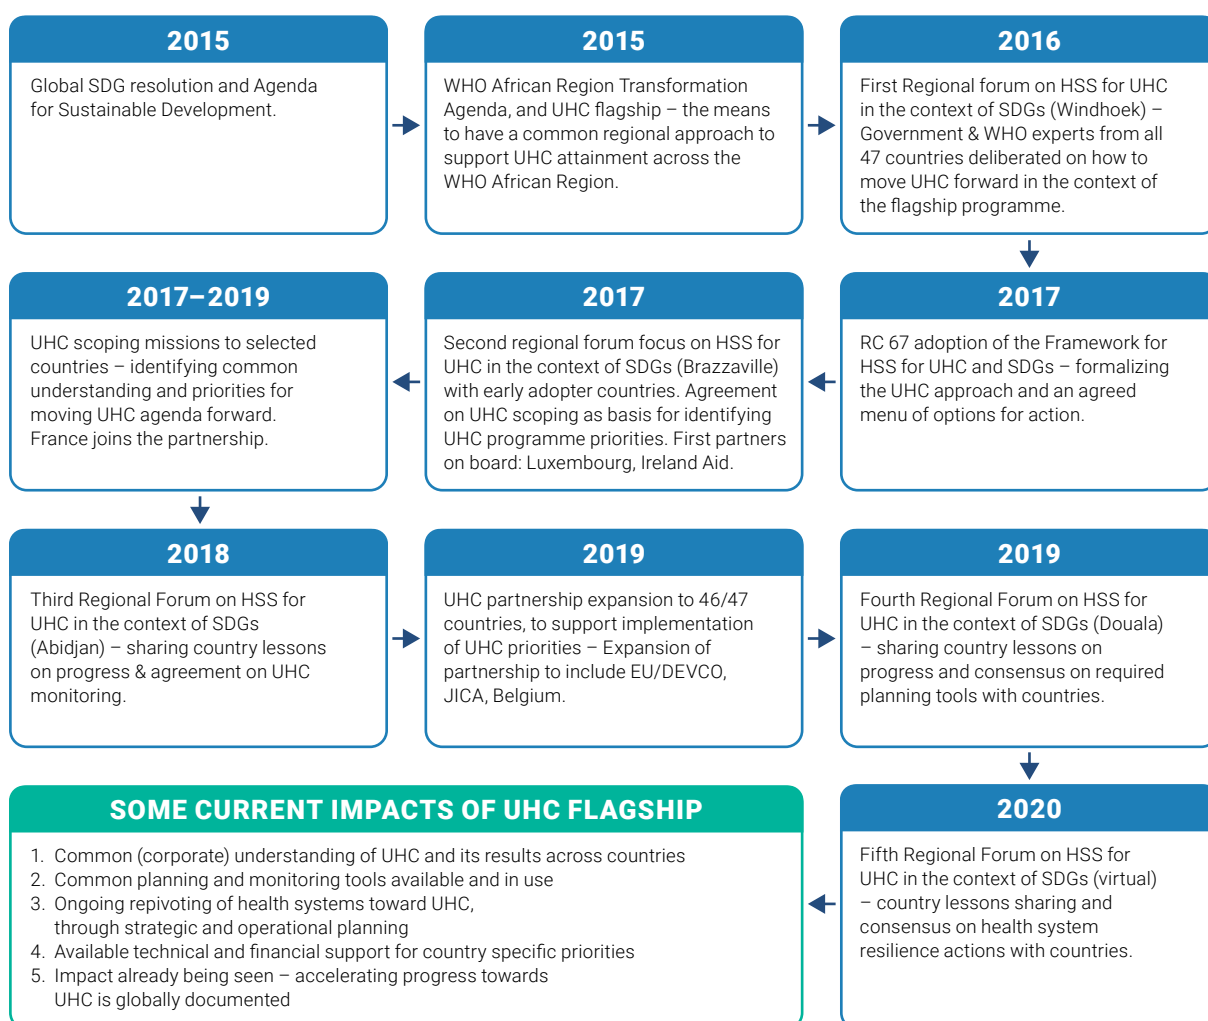 2015
Global SDG resolution and Agenda
for Sustainable Development.
2015
WHO African Region Transformation
Agenda, and UHC flagship – the means
to have a common regional approach to
support UHC attainment across the
WHO African Region.
2016
First Regional forum on HSS for UHC
in the context of SDGs (Windhoek) –
Government & WHO experts from all
47 countries deliberated on how to
move UHC forward in the context of
the flagship programme.
2017
RC 67 adoption of the Framework for
HSS for UHC and SDGs – formalizing
the UHC approach and an agreed
menu of options for action.
2017
Second regional forum focus on HSS for
UHC in the context of SDGs (Brazzaville)
with early adopter countries. Agreement
on UHC scoping as basis for identifying
UHC programme priorities. First partners
on board: Luxembourg, Ireland Aid.
2017–2019
UHC scoping missions to selected
countries – identifying common
understanding and priorities for
moving UHC agenda forward.
France joins the partnership.
2018
Third Regional Forum on HSS for
UHC in the context of SDGs
(Abidjan) – sharing country lessons
on progress & agreement on UHC
monitoring.
2019
UHC partnership expansion to 46/47
countries, to support implementation
of UHC priorities – Expansion of
partnership to include EU/DEVCO,
JICA, Belgium.
2019
Fourth Regional Forum on HSS for
UHC in the context of SDGs (Douala)
– sharing country lessons on
progress and consensus on required
planning tools with countries.
2020
Fifth Regional Forum on HSS for
UHC in the context of SDGs (virtual)
– country lessons sharing and
consensus on health system
resilience actions with countries.
SOME CURRENT IMPACTS OF UHC FLAGSHIP
1. Common (corporate) understanding of UHC and its results across countries
2. Common planning and monitoring tools available and in use
3. Ongoing repivoting of health systems toward UHC,
through strategic and operational planning
4. Available technical and financial support for country specific priorities
5. Impact already being seen – accelerating progress towards
UHC is globally documented